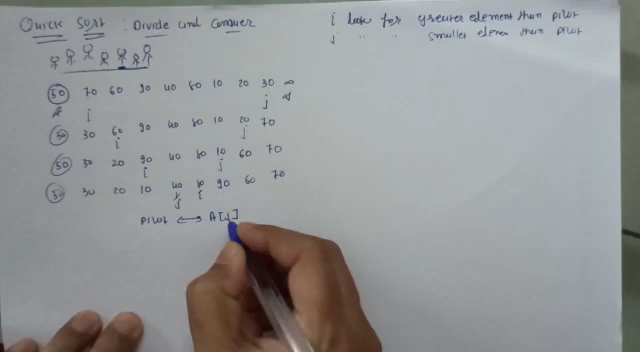 Quick Sort : Divide and Conquer
i look for greater element than pivot
j " " smaller elemen than pivot
50 70 60 90 40 80 10 20 30 ∞
i j
50 30 60 90 40 80 10 20 70
i j
50 30 20 90 40 80 10 60 70
i j
50 30 20 10 40 80 90 60 70
j i
pivot ↔ A[j]